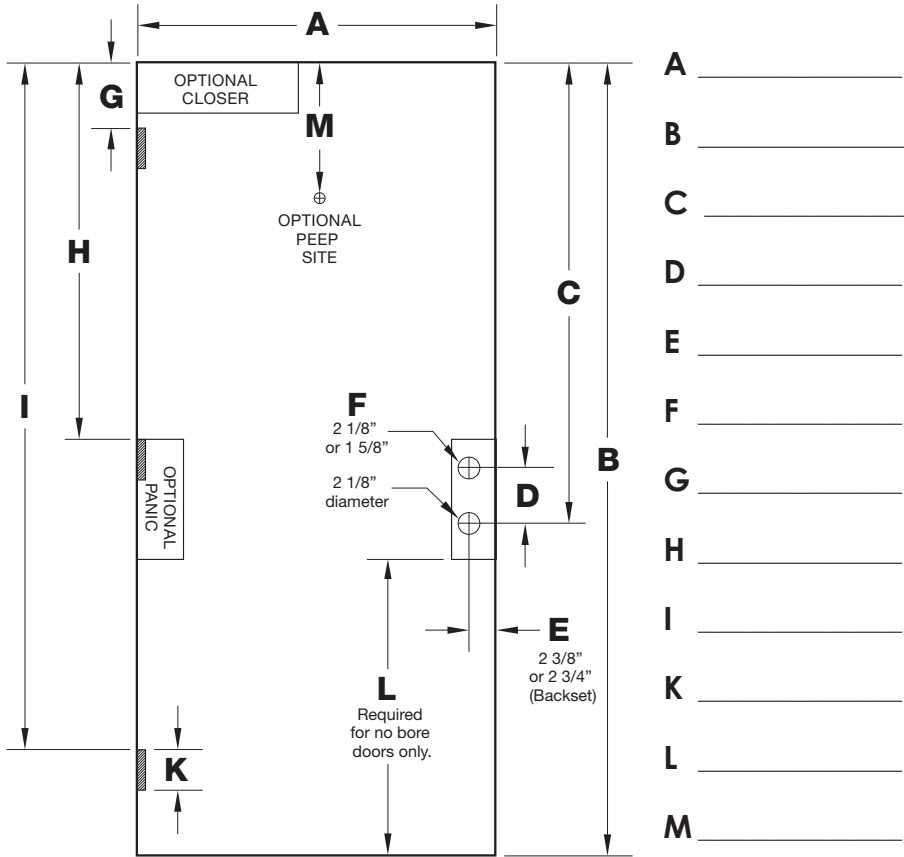 A
G
OPTIONAL
CLOSER
M
OPTIONAL
PEEP
SITE
H
C
I
F
2 1/8”
or 1 5/8”
2 1/8”
diameter
D
B
OPTIONAL
PANIC
E
2 3/8”
or 2 3/4”
(Backset)
L
Required
for no bore
doors only.
K
A
B
C
D
E
F
G
H
I
K
L
M